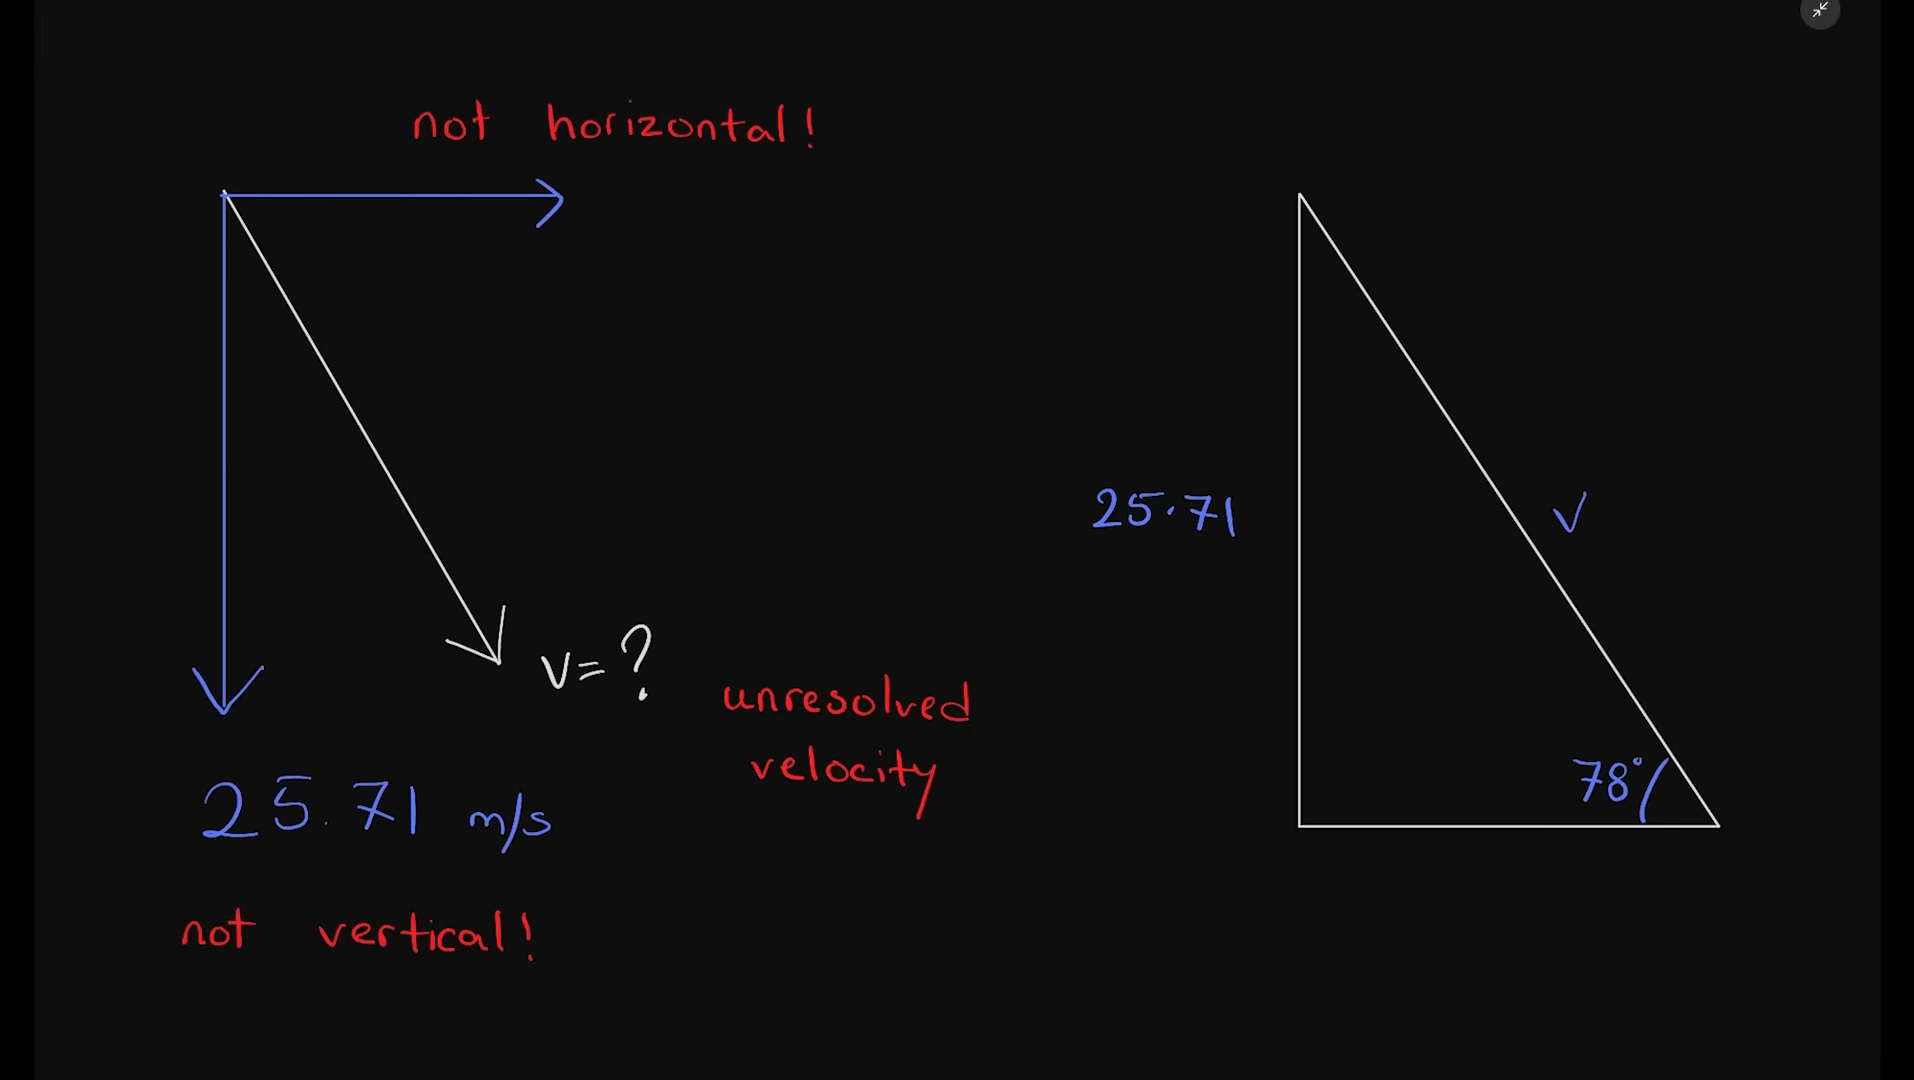 not horizontal!
v=?
unresolved
velocity
25.71 m/s
not vertical!
25.71
v
78°